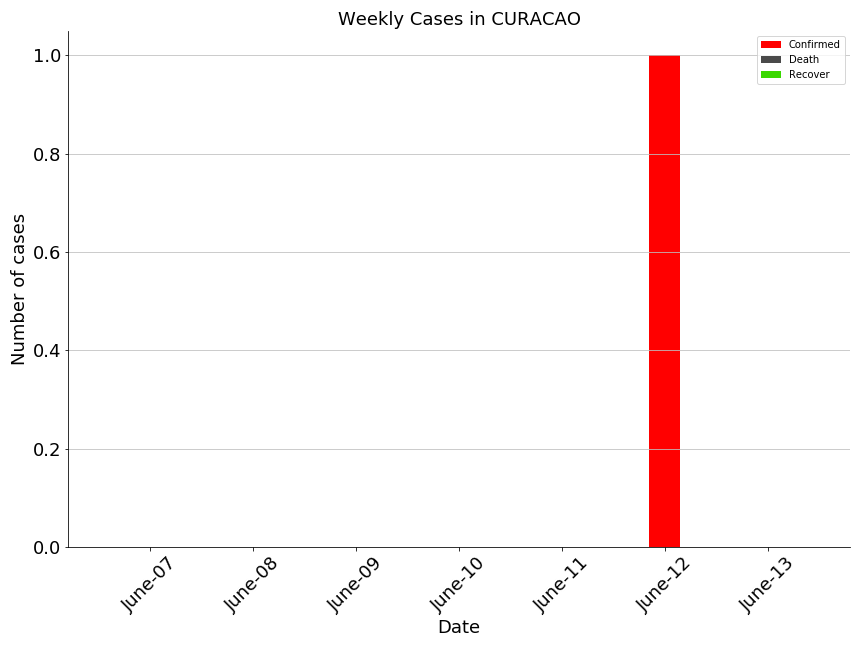 Weekly Cases in CURACAO
Confirmed
Death
Recover
1.0
0.8
0.6
0.4
0.2
0.0
Number of cases
June-07
June-08
June-09
June-10
June-11
June-12
June-13
Date